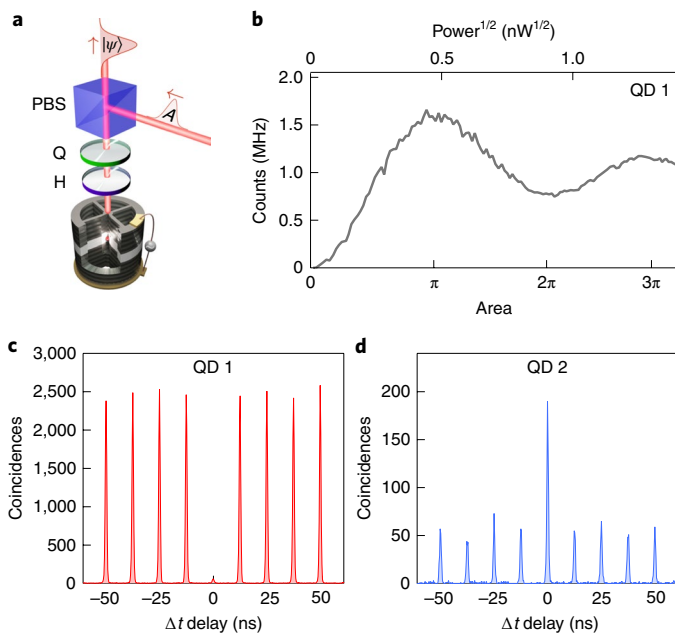 a
|ψ⟩
PBS
A
Q
H
b
Power^1/2 (nW^1/2)
0 0.5 1.0
QD 1
2.0
1.5
1.0
0.5
0
Counts (MHz)
0 π 2π 3π
Area
c
QD 1
3,000
2,500
2,000
1,500
1,000
500
0
Coincidences
−50 −25 0 25 50
Δt delay (ns)
d
QD 2
200
150
100
50
0
Coincidences
−50 −25 0 25 50
Δt delay (ns)